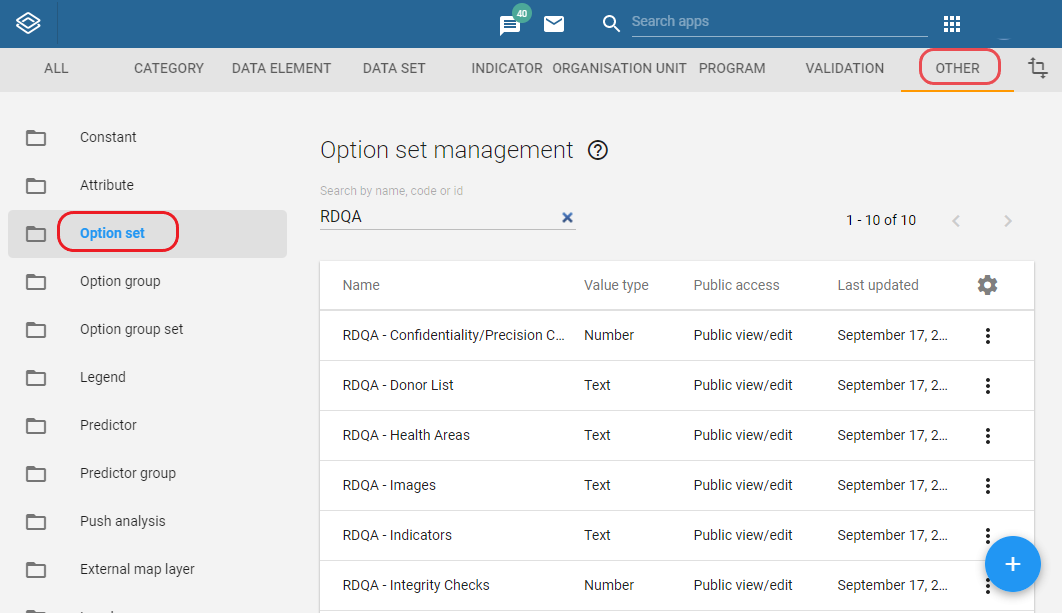 40
Search apps
ALL CATEGORY DATA ELEMENT DATA SET INDICATOR ORGANISATION UNIT PROGRAM VALIDATION OTHER
Constant
Attribute
Option set
Option group
Option group set
Legend
Predictor
Predictor group
Push analysis
External map layer
Option set management
Search by name, code or id
RDQA
1 - 10 of 10
Name Value type Public access Last updated
RDQA - Confidentiality/Precision C... Number Public view/edit September 17, 2...
RDQA - Donor List Text Public view/edit September 17, 2...
RDQA - Health Areas Text Public view/edit September 17, 2...
RDQA - Images Text Public view/edit September 17, 2...
RDQA - Indicators Text Public view/edit September 17, 2...
RDQA - Integrity Checks Number Public view/edit September 17, 2...